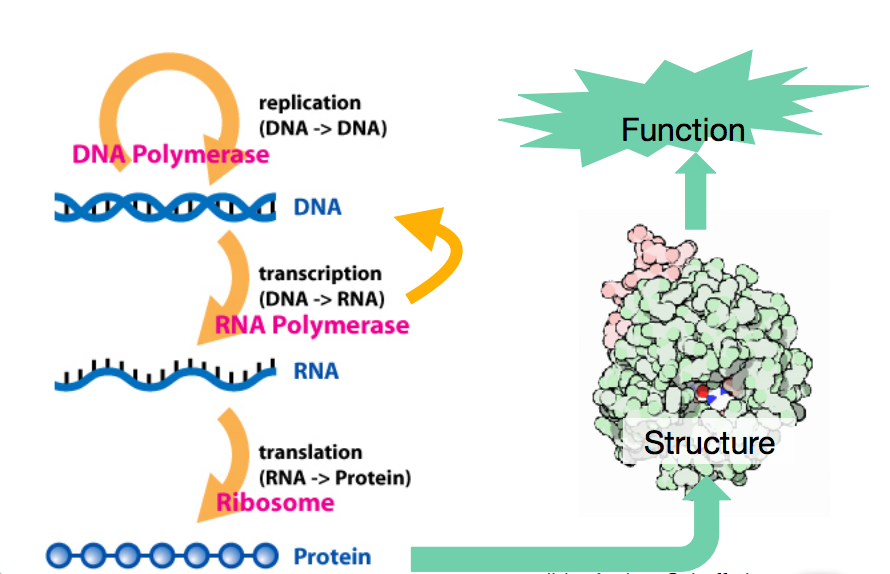 replication
(DNA -> DNA)
DNA Polymerase
DNA
transcription
(DNA -> RNA)
RNA Polymerase
RNA
translation
(RNA -> Protein)
Ribosome
Protein
Function
Structure